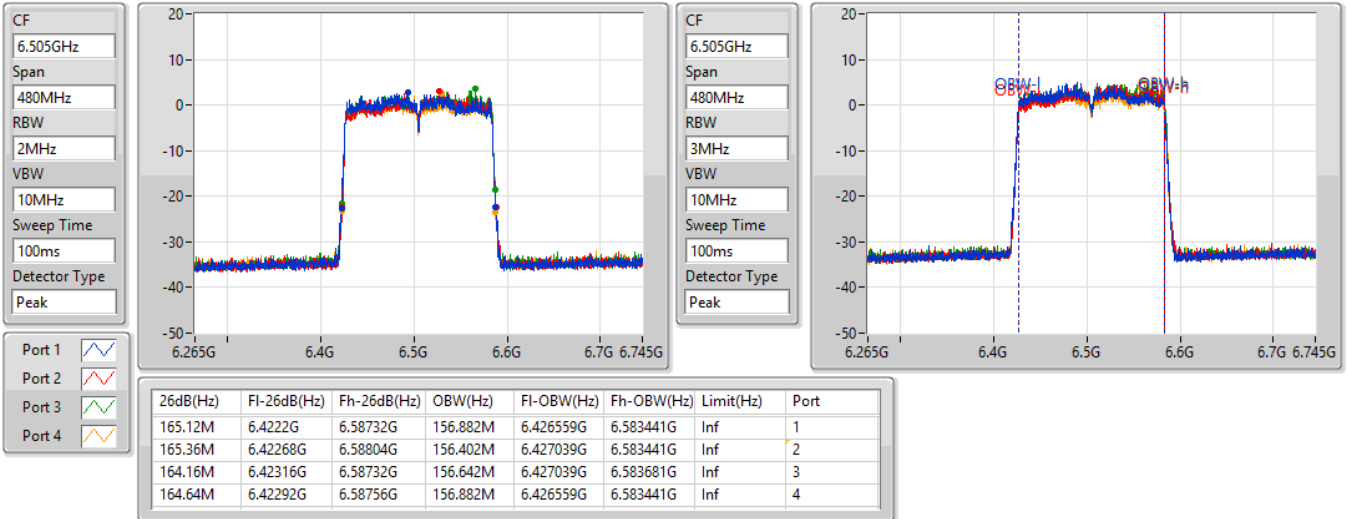 CF
6.505GHz
Span
480MHz
RBW
2MHz
VBW
10MHz
Sweep Time
100ms
Detector Type
Peak
20
10
0
-10
-20
-30
-40
-50
6.265G 6.4G 6.5G 6.6G 6.7G 6.745G
CF
6.505GHz
Span
480MHz
RBW
3MHz
VBW
10MHz
Sweep Time
100ms
Detector Type
Peak
20
10
0
-10
-20
-30
-40
-50
OBW-l OBW-h
6.265G 6.4G 6.5G 6.6G 6.7G 6.745G
Port 1
Port 2
Port 3
Port 4
26dB(Hz) Fl-26dB(Hz) Fh-26dB(Hz) OBW(Hz) Fl-OBW(Hz) Fh-OBW(Hz) Limit(Hz) Port
165.12M 6.4222G 6.58732G 156.882M 6.426559G 6.583441G Inf 1
165.36M 6.42268G 6.58804G 156.402M 6.427039G 6.583441G Inf 2
164.16M 6.42316G 6.58732G 156.642M 6.427039G 6.583681G Inf 3
164.64M 6.42292G 6.58756G 156.882M 6.426559G 6.583441G Inf 4